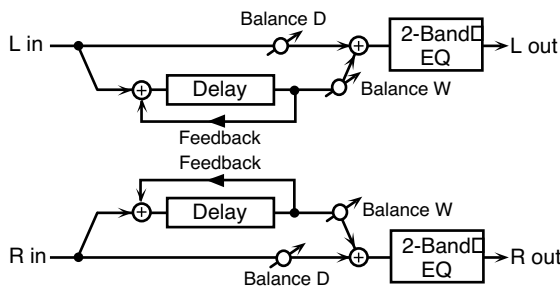 Balance D
L in
2-Band
EQ
L out
Delay
Balance W
Feedback
Feedback
Delay
Balance W
R in
2-Band
EQ
R out
Balance D